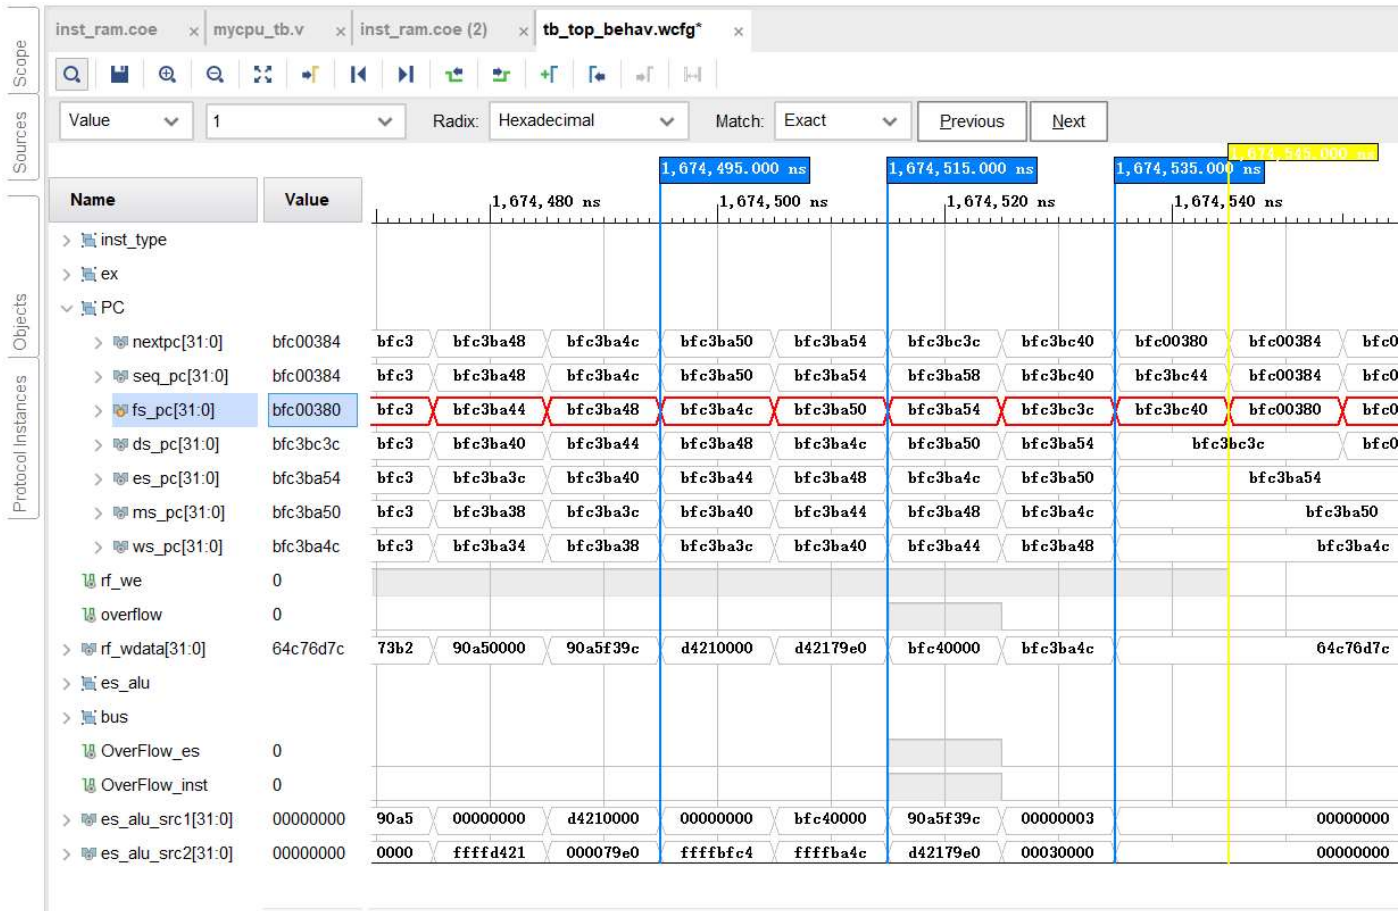 inst_ram.coe × mycpu_tb.v × inst_ram.coe (2) × tb_top_behav.wcfg* ×
Scope
Sources
Objects
Protocol Instances
Value 1 Radix: Hexadecimal Match: Exact Previous Next
1,674,545.000 ns
1,674,495.000 ns 1,674,515.000 ns 1,674,535.000 ns
Name Value 1,674,480 ns 1,674,500 ns 1,674,520 ns 1,674,540 ns
inst_type
ex
PC
nextpc[31:0] bfc00384 bfc3 bfc3ba48 bfc3ba4c bfc3ba50 bfc3ba54 bfc3bc3c bfc3bc40 bfc00380 bfc00384 bfc0
seq_pc[31:0] bfc00384 bfc3 bfc3ba48 bfc3ba4c bfc3ba50 bfc3ba54 bfc3ba58 bfc3bc40 bfc3bc44 bfc00384 bfc0
fs_pc[31:0] bfc00380 bfc3 bfc3ba44 bfc3ba48 bfc3ba4c bfc3ba50 bfc3ba54 bfc3bc3c bfc3bc40 bfc00380 bfc0
ds_pc[31:0] bfc3bc3c bfc3 bfc3ba40 bfc3ba44 bfc3ba48 bfc3ba4c bfc3ba50 bfc3ba54 bfc3bc3c bfc0
es_pc[31:0] bfc3ba54 bfc3 bfc3ba3c bfc3ba40 bfc3ba44 bfc3ba48 bfc3ba4c bfc3ba50 bfc3ba54
ms_pc[31:0] bfc3ba50 bfc3 bfc3ba38 bfc3ba3c bfc3ba40 bfc3ba44 bfc3ba48 bfc3ba4c bfc3ba50
ws_pc[31:0] bfc3ba4c bfc3 bfc3ba34 bfc3ba38 bfc3ba3c bfc3ba40 bfc3ba44 bfc3ba48 bfc3ba4c
rf_we 0
overflow 0
rf_wdata[31:0] 64c76d7c 73b2 90a50000 90a5f39c d4210000 d42179e0 bfc40000 bfc3ba4c 64c76d7c
es_alu
bus
OverFlow_es 0
OverFlow_inst 0
es_alu_src1[31:0] 00000000 90a5 00000000 d4210000 00000000 bfc40000 90a5f39c 00000003 00000000
es_alu_src2[31:0] 00000000 0000 ffffd421 000079e0 ffffbfc4 ffffba4c d42179e0 00030000 00000000